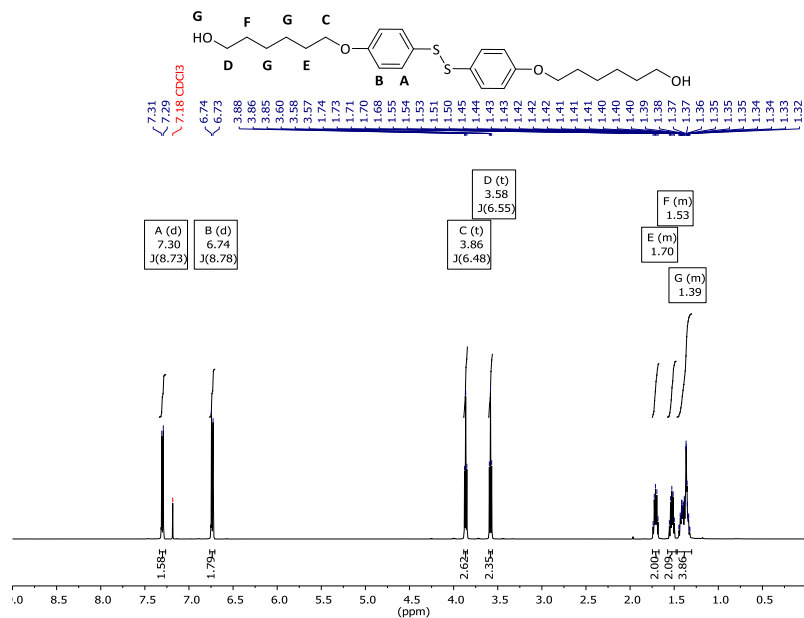 G
F
G
C
HO
O
D
G
E
S
S
B
A
O
OH
7.31
7.29
7.18 CDCl3
6.74
6.73
3.88
3.86
3.85
3.60
3.58
3.57
1.74
1.73
1.71
1.70
1.68
1.55
1.54
1.53
1.51
1.50
1.45
1.44
1.43
1.43
1.42
1.42
1.42
1.41
1.41
1.40
1.40
1.40
1.39
1.38
1.37
1.37
1.36
1.35
1.35
1.35
1.34
1.34
1.33
1.32
D (t)
3.58
J(6.55)
F (m)
1.53
A (d)
7.30
J(8.73)
B (d)
6.74
J(8.78)
C (t)
3.86
J(6.48)
E (m)
1.70
G (m)
1.39
1.58
1.79
2.62
2.35
2.00
2.09
3.86
.0 8.5 8.0 7.5 7.0 6.5 6.0 5.5 5.0 4.5 4.0 3.5 3.0 2.5 2.0 1.5 1.0 0.5
(ppm)